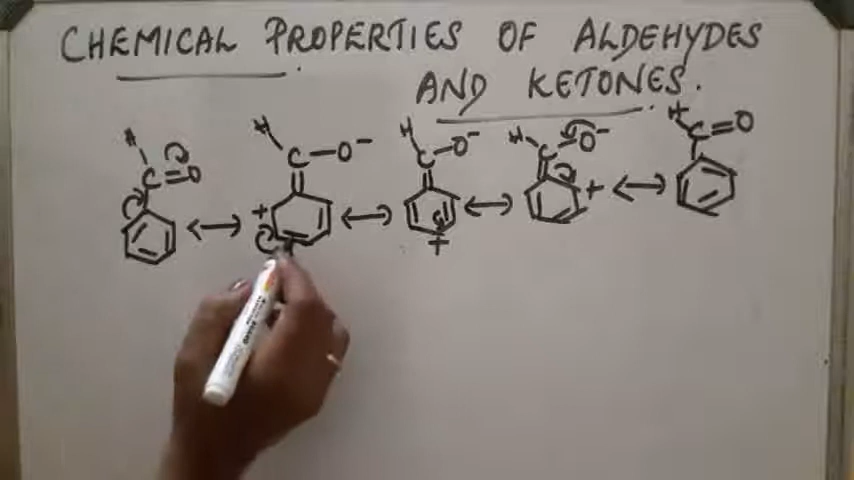 CHEMICAL PROPERTIES OF ALDEHYDES
AND KETONES.
H H H H H
C=O C-O⁻ C-O⁻ C-O⁻ C=O
+ + +